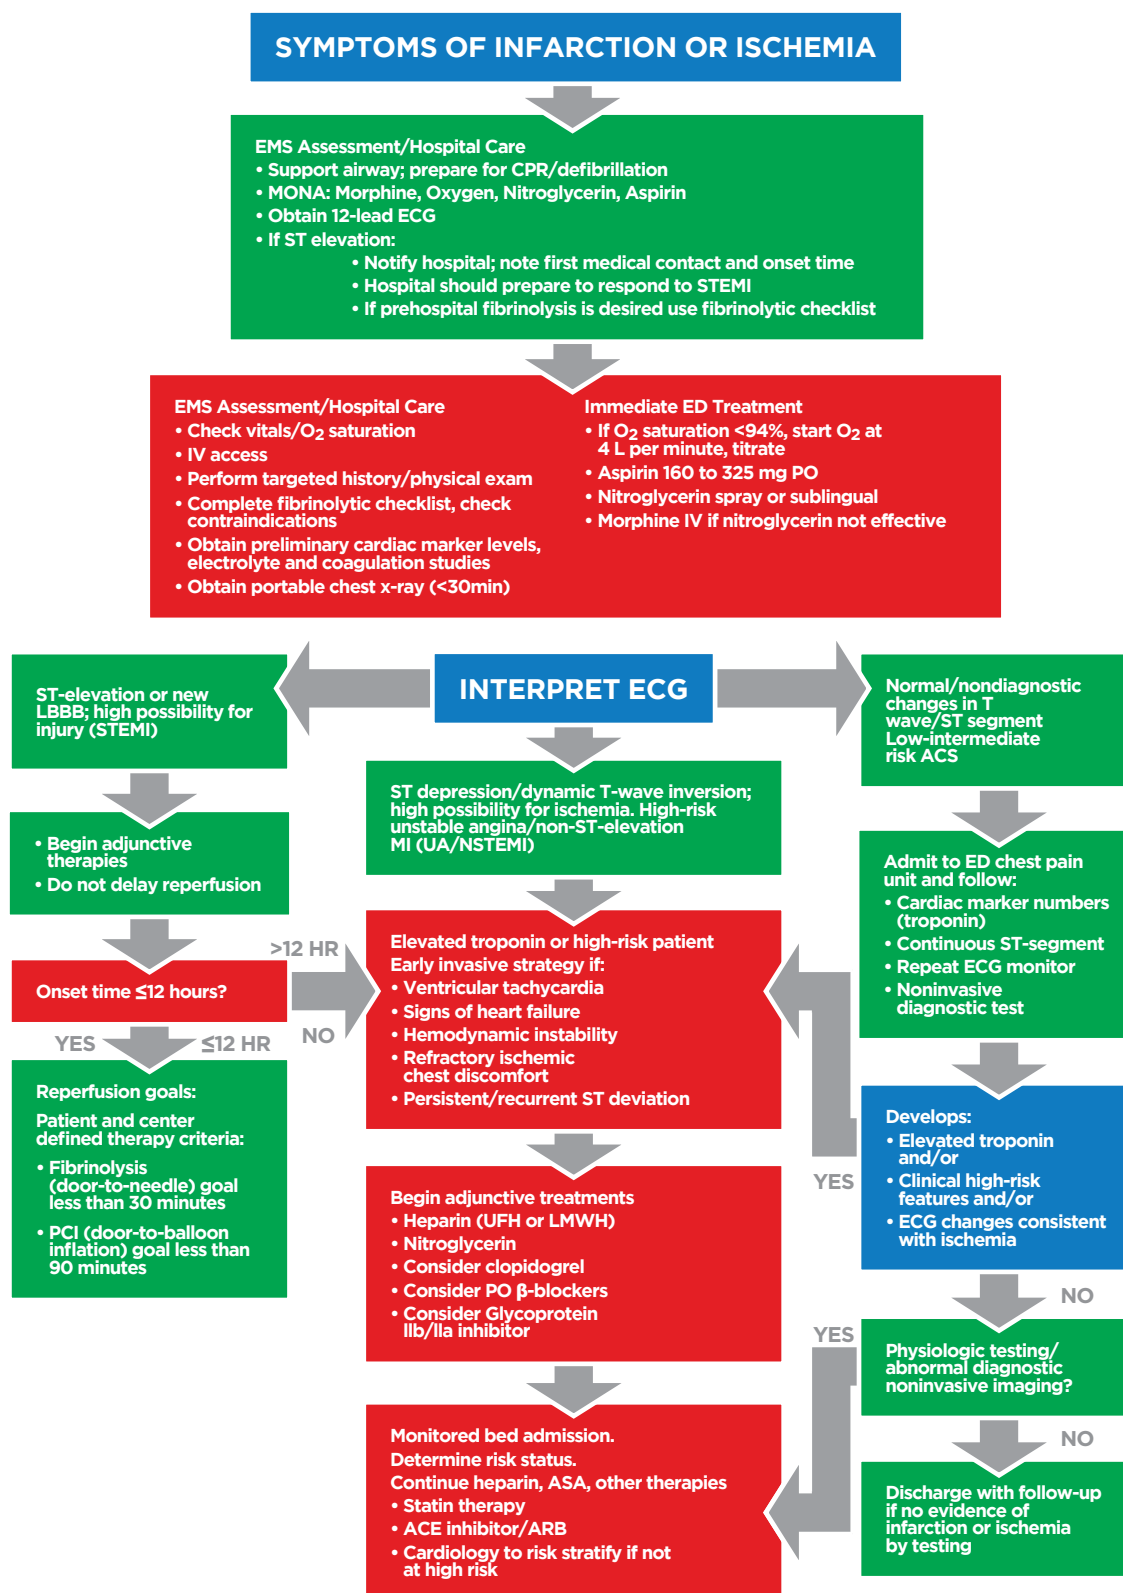 SYMPTOMS OF INFARCTION OR ISCHEMIA
EMS Assessment/Hospital Care
• Support airway; prepare for CPR/defibrillation
• MONA: Morphine, Oxygen, Nitroglycerin, Aspirin
• Obtain 12-lead ECG
• If ST elevation:
• Notify hospital; note first medical contact and onset time
• Hospital should prepare to respond to STEMI
• If prehospital fibrinolysis is desired use fibrinolytic checklist
EMS Assessment/Hospital Care
• Check vitals/O₂ saturation
• IV access
• Perform targeted history/physical exam
• Complete fibrinolytic checklist, check
contraindications
• Obtain preliminary cardiac marker levels,
electrolyte and coagulation studies
• Obtain portable chest x-ray (<30min)
Immediate ED Treatment
• If O₂ saturation <94%, start O₂ at
4 L per minute, titrate
• Aspirin 160 to 325 mg PO
• Nitroglycerin spray or sublingual
• Morphine IV if nitroglycerin not effective
INTERPRET ECG
ST-elevation or new
LBBB; high possibility for
injury (STEMI)
• Begin adjunctive
therapies
• Do not delay reperfusion
Onset time ≤12 hours?
>12 HR
NO
YES
≤12 HR
Reperfusion goals:
Patient and center
defined therapy criteria:
• Fibrinolysis
(door-to-needle) goal
less than 30 minutes
• PCI (door-to-balloon
inflation) goal less than
90 minutes
ST depression/dynamic T-wave inversion;
high possibility for ischemia. High-risk
unstable angina/non-ST-elevation
MI (UA/NSTEMI)
Elevated troponin or high-risk patient
Early invasive strategy if:
• Ventricular tachycardia
• Signs of heart failure
• Hemodynamic instability
• Refractory ischemic
chest discomfort
• Persistent/recurrent ST deviation
Begin adjunctive treatments
• Heparin (UFH or LMWH)
• Nitroglycerin
• Consider clopidogrel
• Consider PO β-blockers
• Consider Glycoprotein
llb/lla inhibitor
Monitored bed admission.
Determine risk status.
Continue heparin, ASA, other therapies
• Statin therapy
• ACE inhibitor/ARB
• Cardiology to risk stratify if not
at high risk
Normal/nondiagnostic
changes in T
wave/ST segment
Low-intermediate
risk ACS
Admit to ED chest pain
unit and follow:
• Cardiac marker numbers
(troponin)
• Continuous ST-segment
• Repeat ECG monitor
• Noninvasive
diagnostic test
Develops:
• Elevated troponin
and/or
• Clinical high-risk
features and/or
• ECG changes consistent
with ischemia
YES
NO
Physiologic testing/
abnormal diagnostic
noninvasive imaging?
YES
NO
Discharge with follow-up
if no evidence of
infarction or ischemia
by testing